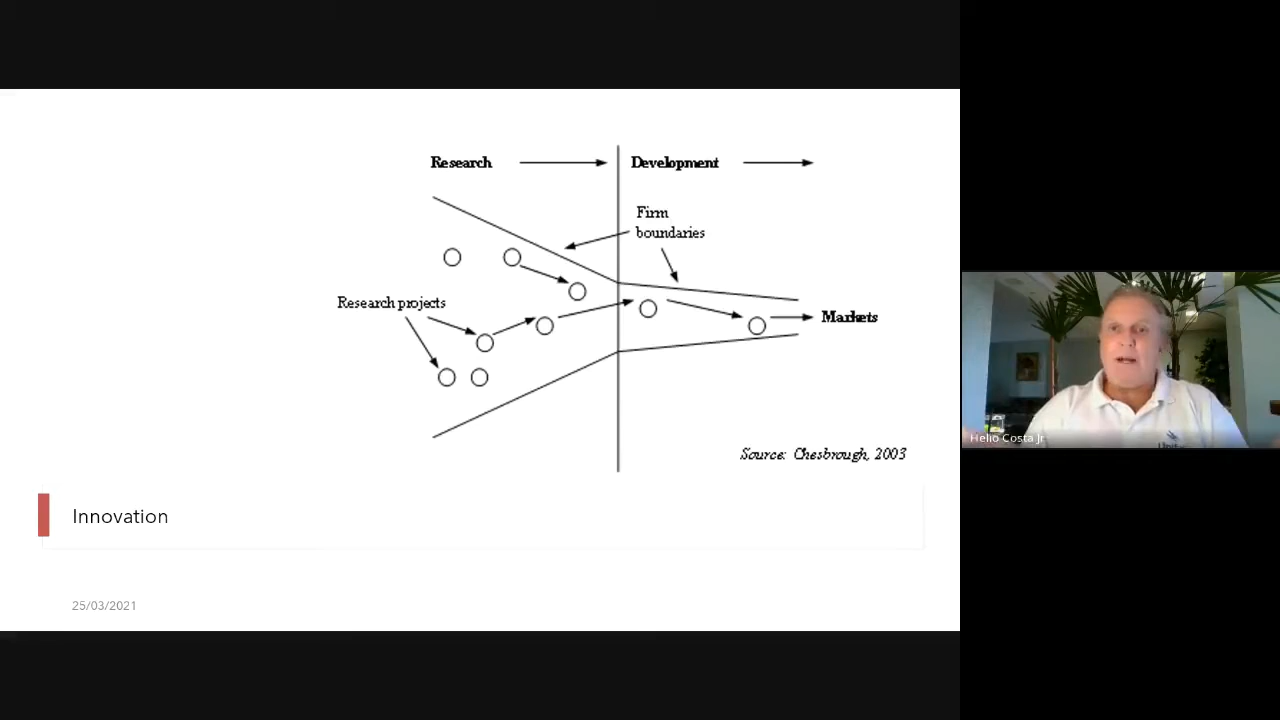 Research
Development
Firm
boundaries
Research projects
Markets
Source: Chesbrough, 2003
Innovation
25/03/2021
Helio Costa Jr.